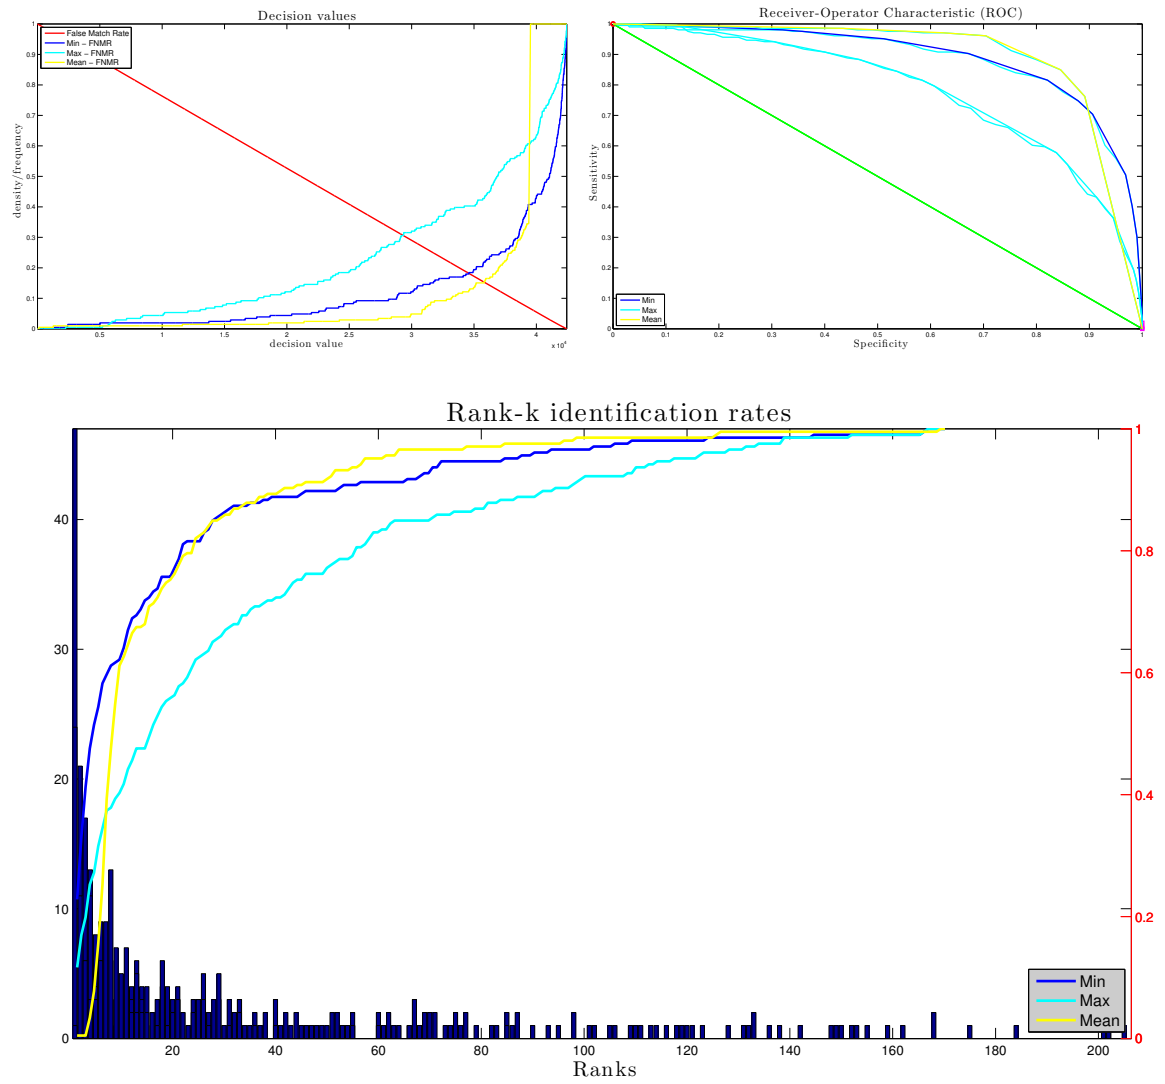 Decision values
1
0.9
0.8
0.7
0.6
0.5
0.4
0.3
0.2
0.1
0
False Match Rate
Min – FNMR
Max – FNMR
Mean – FNMR
density/frequency
0.5 1 1.5 2 2.5 3 3.5 4
x 10⁴
decision value
Receiver-Operator Characteristic (ROC)
1
0.9
0.8
0.7
0.6
0.5
0.4
0.3
0.2
0.1
0
Sensitivity
Min
Max
Mean
0 0.1 0.2 0.3 0.4 0.5 0.6 0.7 0.8 0.9 1
Specificity
Rank-k identification rates
40
30
20
10
0
1
0.8
0.6
0.4
0.2
0
Min
Max
Mean
20 40 60 80 100 120 140 160 180 200
Ranks